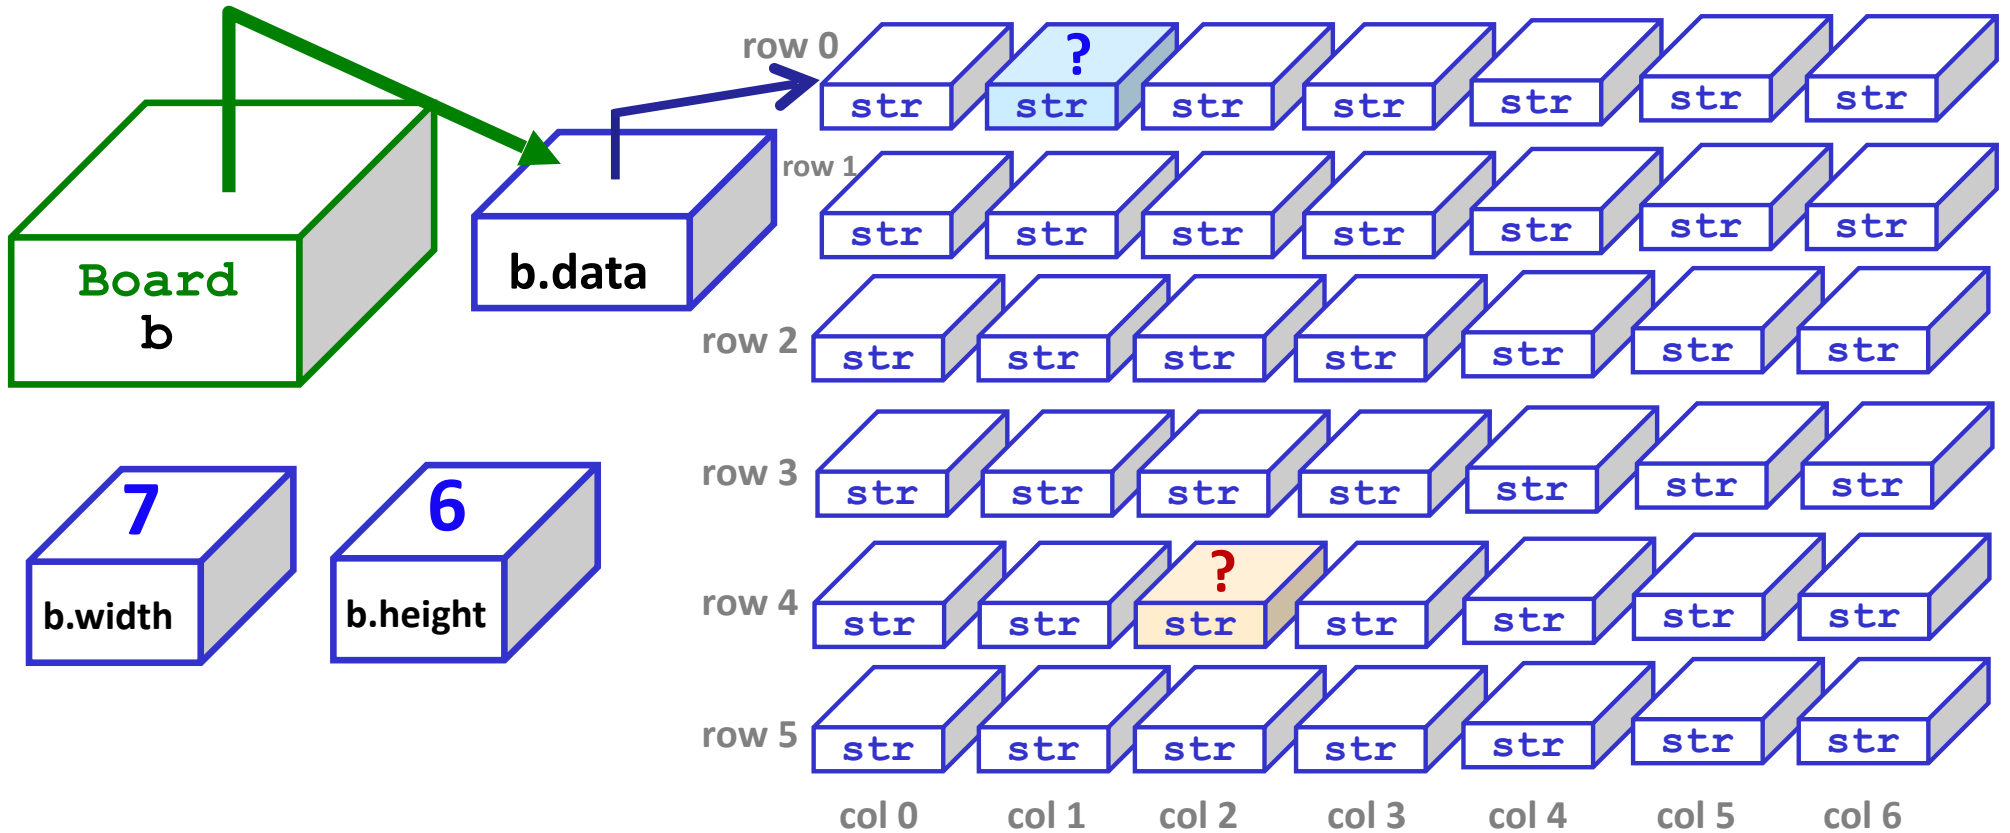 row 0
?
str str str str str str str
row 1
str str str str str str str
Board
b
b.data
row 2
str str str str str str str
row 3
str str str str str str str
7
6
b.width
b.height
row 4
?
str str str str str str str
row 5
str str str str str str str
col 0 col 1 col 2 col 3 col 4 col 5 col 6